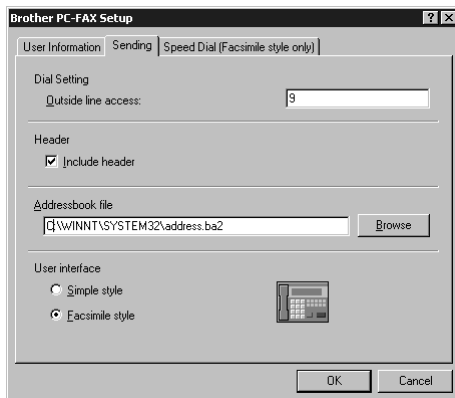 Brother PC-FAX Setup
User Information Sending Speed Dial (Facsimile style only)
Dial Setting
Outside line access: 9
Header
Include header
Addressbook file
C:\WINNT\SYSTEM32\address.ba2 Browse
User interface
Simple style
Facsimile style
OK Cancel